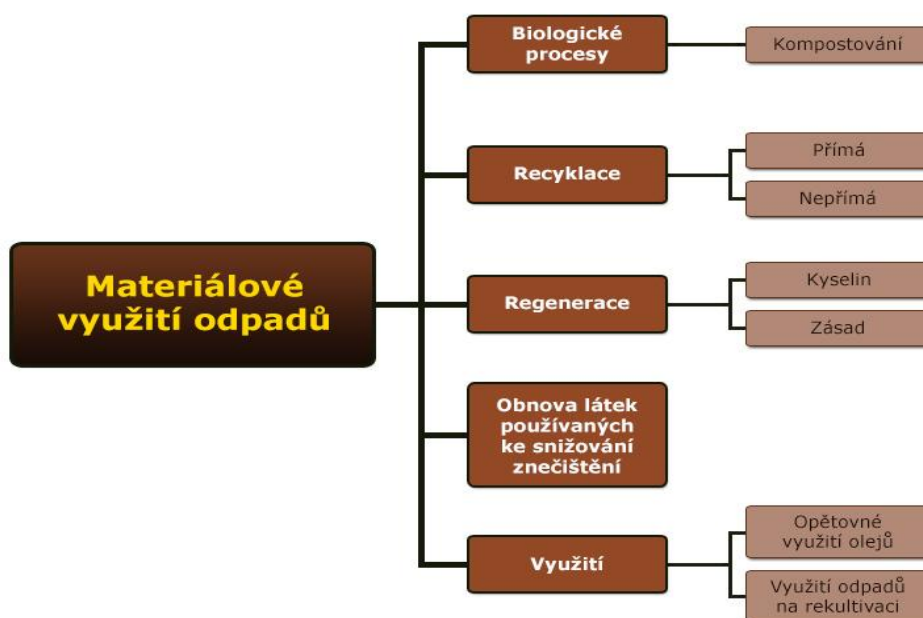 Materiálové
využití odpadů
Biologické
procesy
Kompostování
Recyklace
Přímá
Nepřímá
Regenerace
Kyselin
Zásad
Obnova látek
používaných
ke snižování
znečištění
Využití
Opětovné
využití olejů
Využití odpadů
na rekultivaci